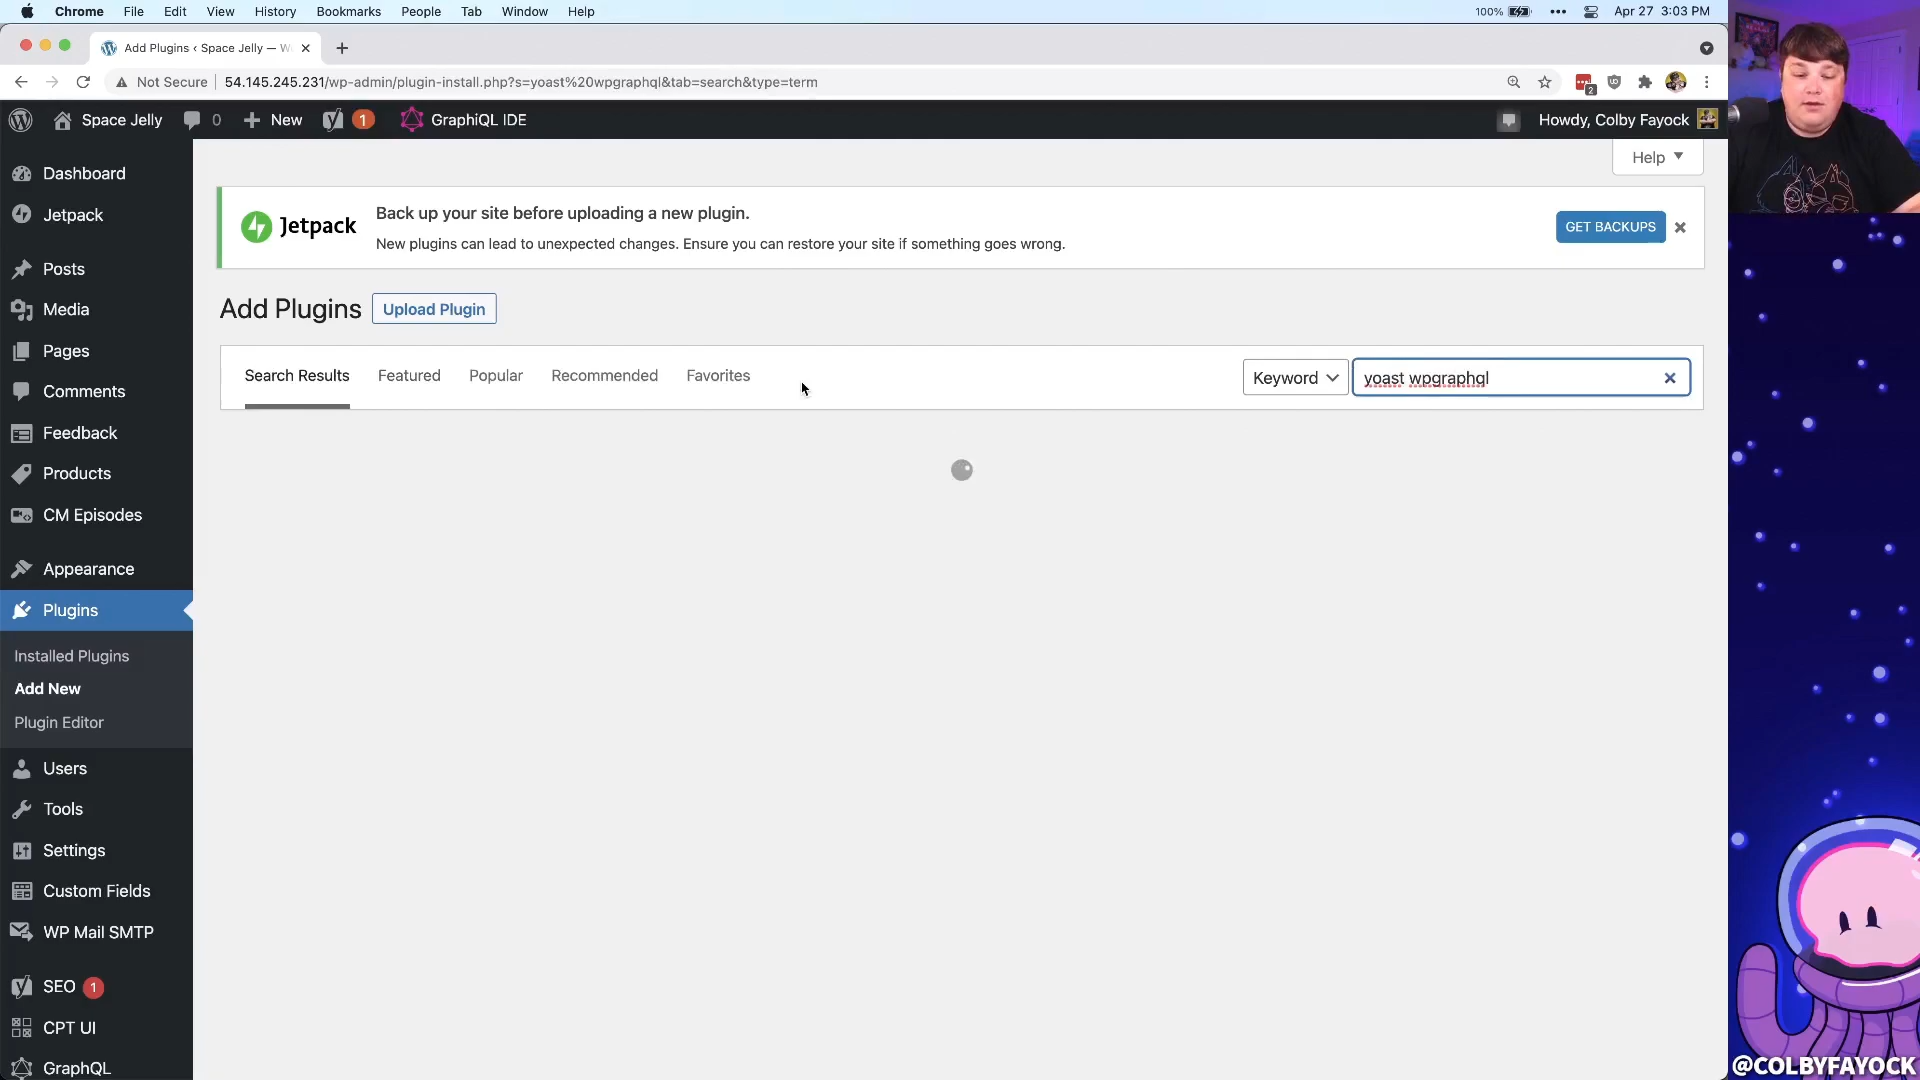 Chrome File Edit View History Bookmarks People Tab Window Help
100% Apr 27 3:03 PM
Add Plugins ‹ Space Jelly — W
Not Secure 54.145.245.231/wp-admin/plugin-install.php?s=yoast%20wpgraphql&tab=search&type=term
2
Space Jelly 0 New 1 GraphiQL IDE Howdy, Colby Fayock
Help
Dashboard
Jetpack
Posts
Media
Pages
Comments
Feedback
Products
CM Episodes
Appearance
Plugins
Installed Plugins
Add New
Plugin Editor
Users
Tools
Settings
Custom Fields
WP Mail SMTP
SEO 1
CPT UI
GraphQL
Jetpack
Back up your site before uploading a new plugin.
New plugins can lead to unexpected changes. Ensure you can restore your site if something goes wrong.
GET BACKUPS
Add Plugins Upload Plugin
Search Results Featured Popular Recommended Favorites Keyword yoast wpgraphql
@COLBYFAYOCK